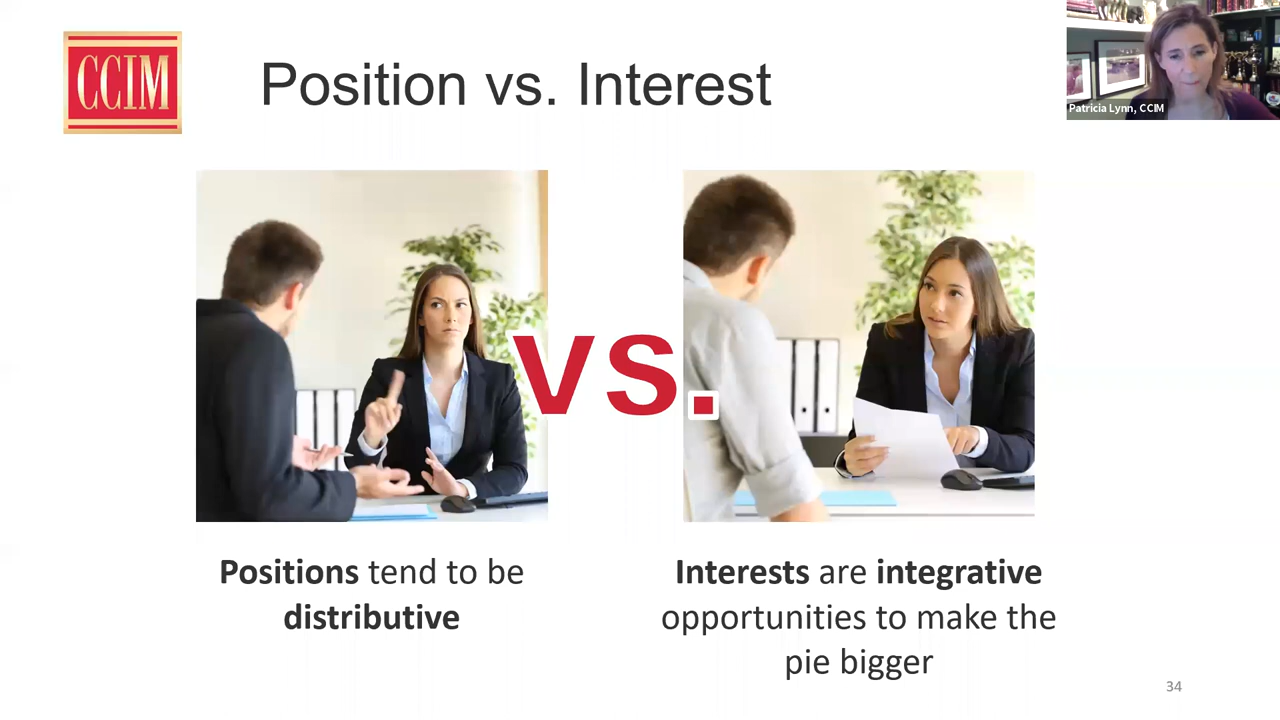 CCIM
Position vs. Interest
Patricia Lynn, CCIM
vs.
Positions tend to be
distributive
Interests are integrative
opportunities to make the
pie bigger
34